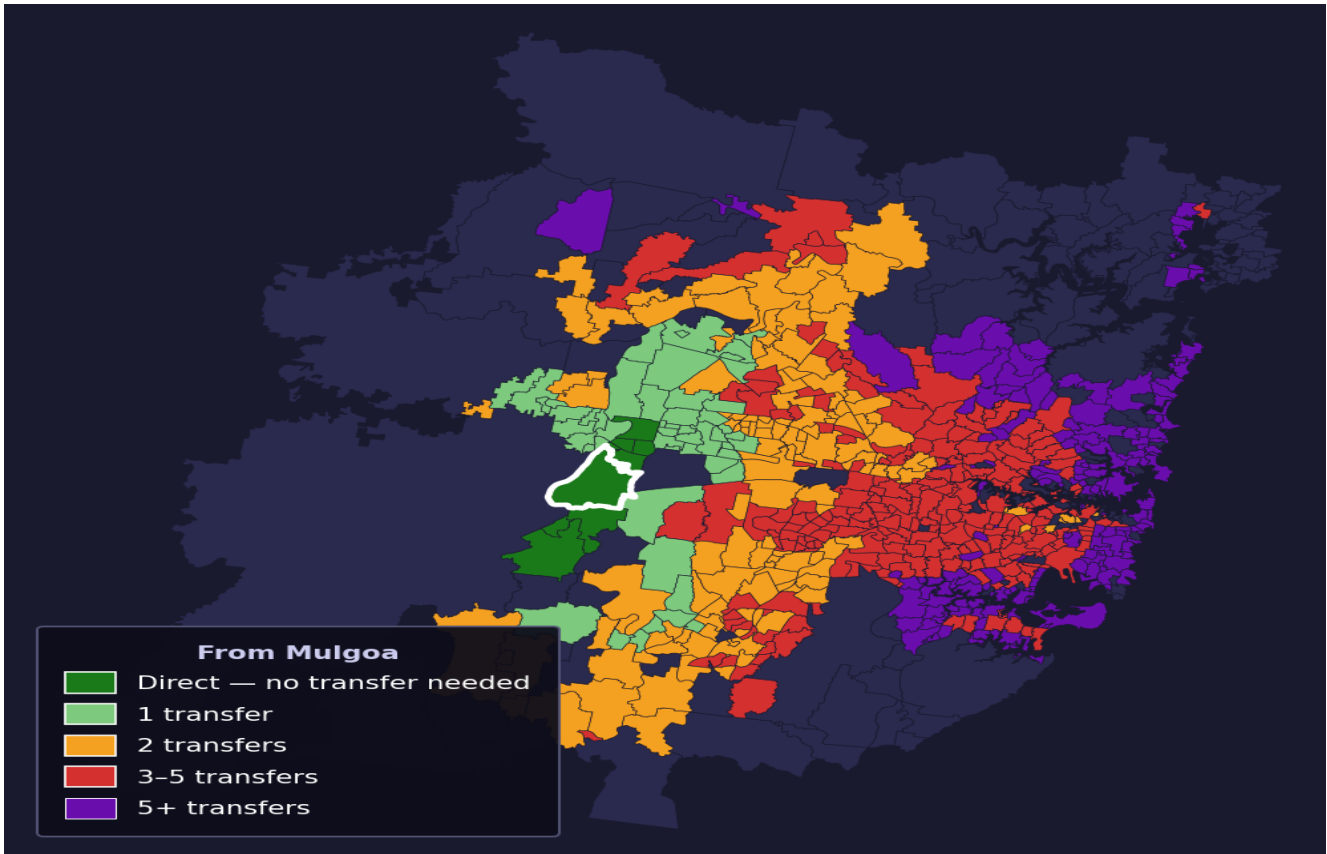 From Mulgoa
Direct — no transfer needed
1 transfer
2 transfers
3–5 transfers
5+ transfers